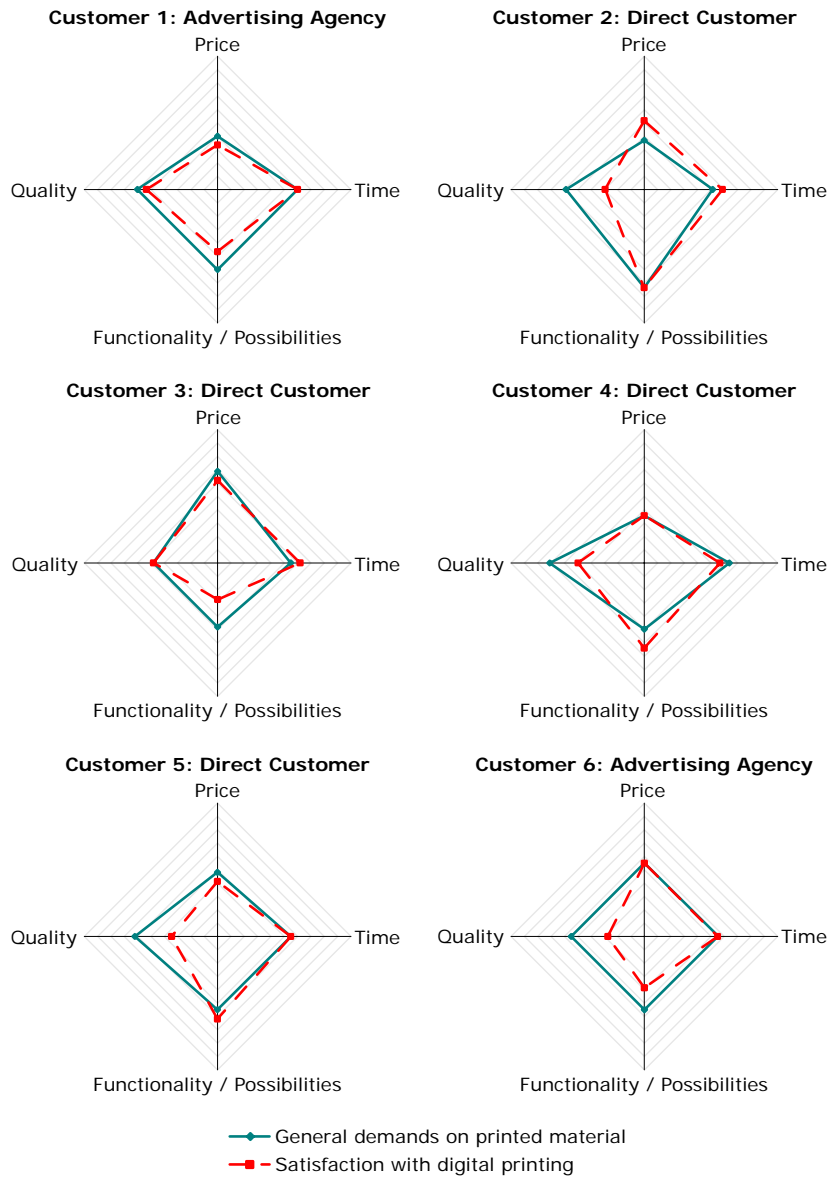 Customer 1: Advertising Agency
Price
Quality
Time
Functionality / Possibilities
Customer 2: Direct Customer
Price
Quality
Time
Functionality / Possibilities
Customer 3: Direct Customer
Price
Quality
Time
Functionality / Possibilities
Customer 4: Direct Customer
Price
Quality
Time
Functionality / Possibilities
Customer 5: Direct Customer
Price
Quality
Time
Functionality / Possibilities
Customer 6: Advertising Agency
Price
Quality
Time
Functionality / Possibilities
General demands on printed material
Satisfaction with digital printing